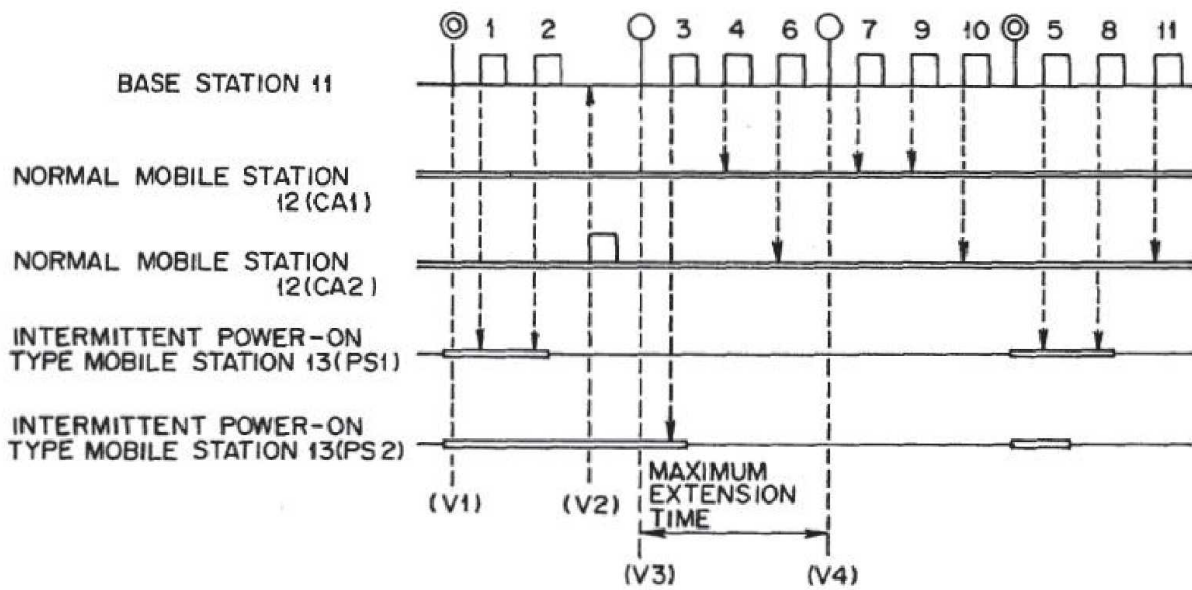 1 2 3 4 6 7 9 10 5 8 11
BASE STATION 11
NORMAL MOBILE STATION
12(CA1)
NORMAL MOBILE STATION
12(CA2)
INTERMITTENT POWER-ON
TYPE MOBILE STATION 13(PS1)
INTERMITTENT POWER-ON
TYPE MOBILE STATION 13(PS2)
(V1) (V2)
MAXIMUM
EXTENSION
TIME
(V3) (V4)